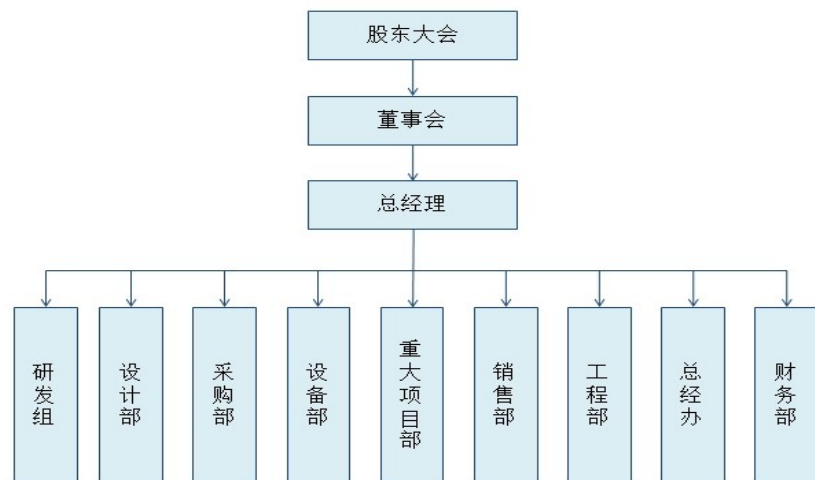 股东大会
董事会
总经理
研发组
设计部
采购部
设备部
重大项目部
销售部
工程部
总经办
财务部